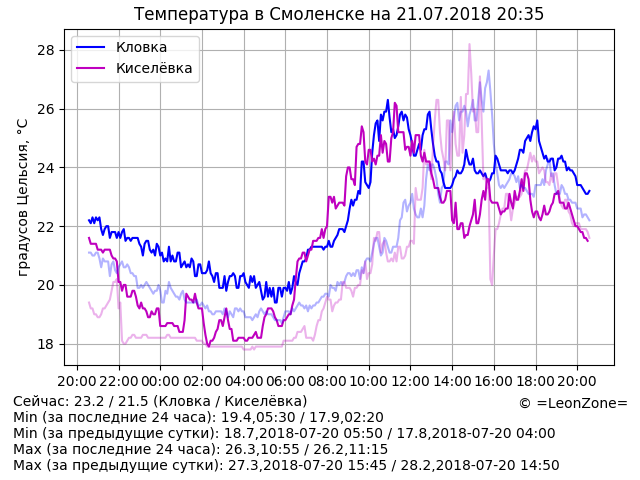 Температура в Смоленске на 21.07.2018 20:35
Кловка
Киселёвка
градусов Цельсия, °C
28
26
24
22
20
18
20:00 22:00 00:00 02:00 04:00 06:00 08:00 10:00 12:00 14:00 16:00 18:00 20:00
Сейчас: 23.2 / 21.5 (Кловка / Киселёвка)
© =LeonZone=
Min (за последние 24 часа): 19.4,05:30 / 17.9,02:20
Min (за предыдущие сутки): 18.7,2018-07-20 05:50 / 17.8,2018-07-20 04:00
Max (за последние 24 часа): 26.3,10:55 / 26.2,11:15
Max (за предыдущие сутки): 27.3,2018-07-20 15:45 / 28.2,2018-07-20 14:50